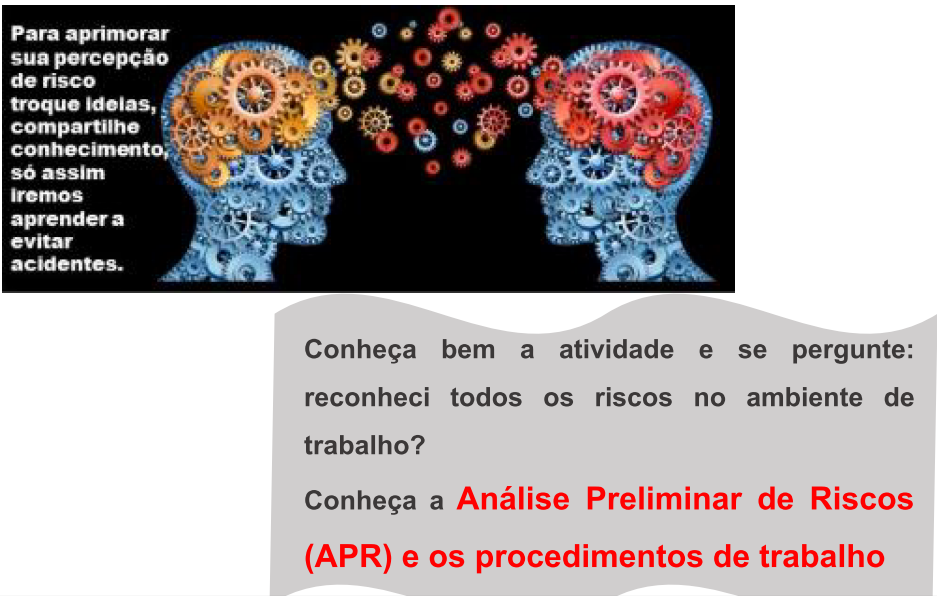 Para aprimorar
sua percepção
de risco
troque ideias,
compartilhe
conhecimento,
só assim
iremos
aprender a
evitar
acidentes.
Conheça bem a atividade e se pergunte:
reconheci todos os riscos no ambiente de
trabalho?
Conheça a Análise Preliminar de Riscos
(APR) e os procedimentos de trabalho